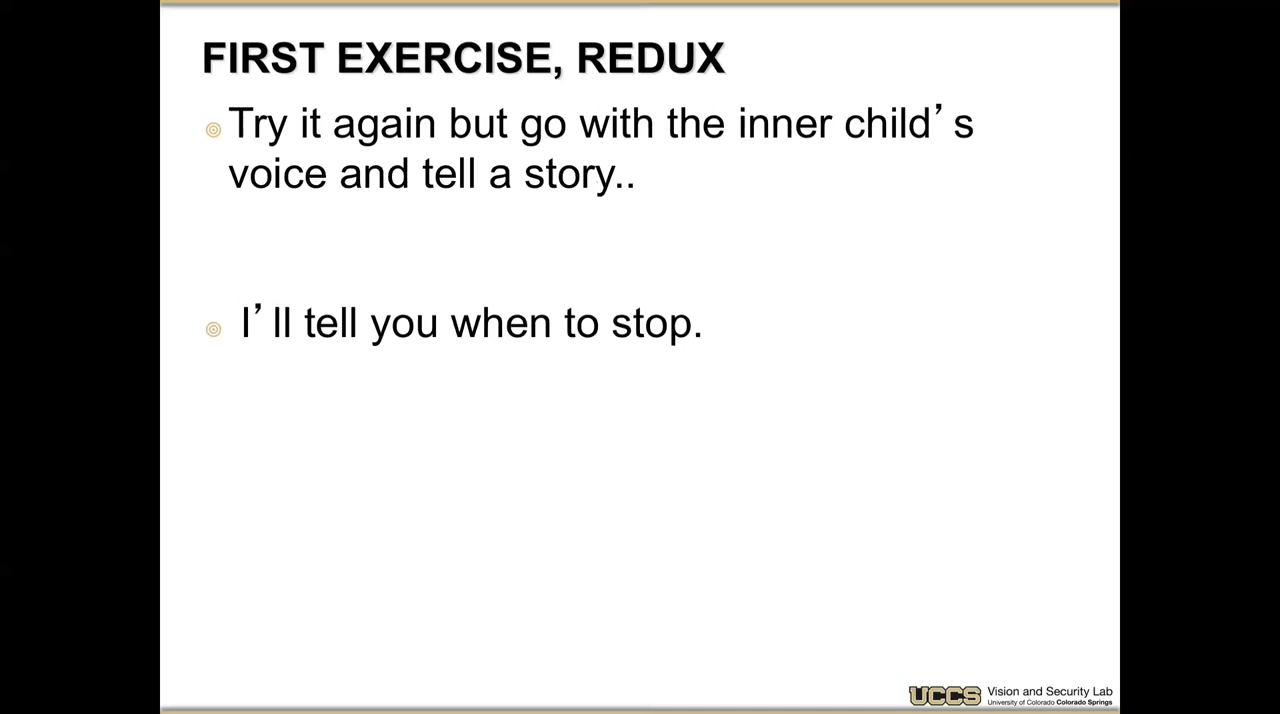 FIRST EXERCISE, REDUX
Try it again but go with the inner child’s
voice and tell a story..
I’ll tell you when to stop.
UCCS Vision and Security Lab
University of Colorado Colorado Springs